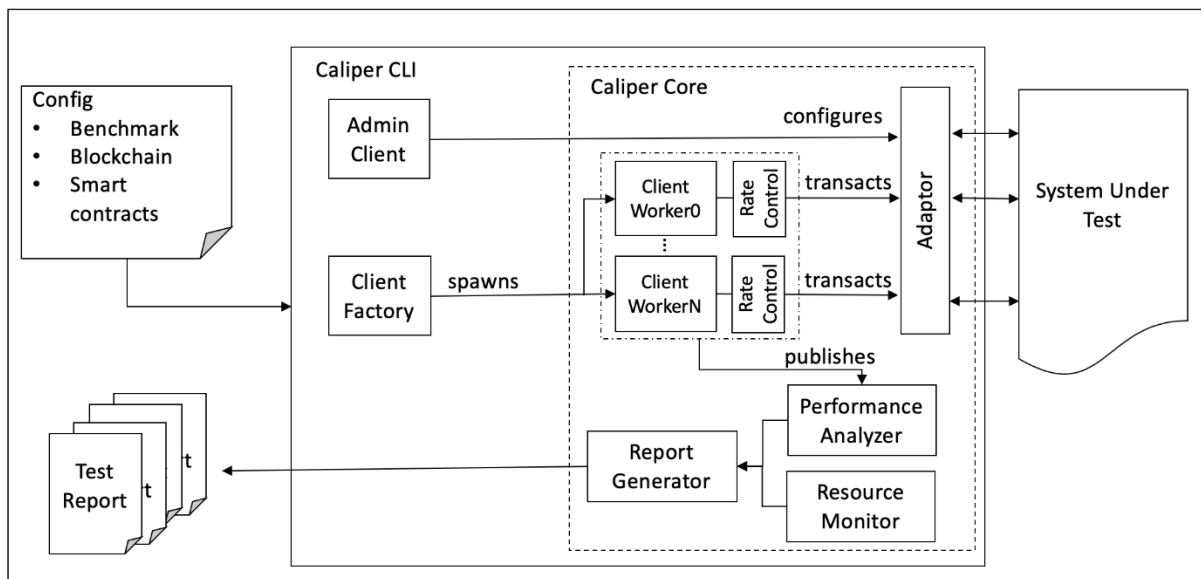 Config
• Benchmark
• Blockchain
• Smart
contracts
Caliper CLI
Caliper Core
Admin
Client
configures
Client
Worker0
Rate
Control
transacts
⋮
Client
Factory
spawns
Client
WorkerN
Rate
Control
transacts
Adaptor
System Under
Test
publishes
Performance
Analyzer
Report
Generator
Resource
Monitor
Test
Report
rt
rt